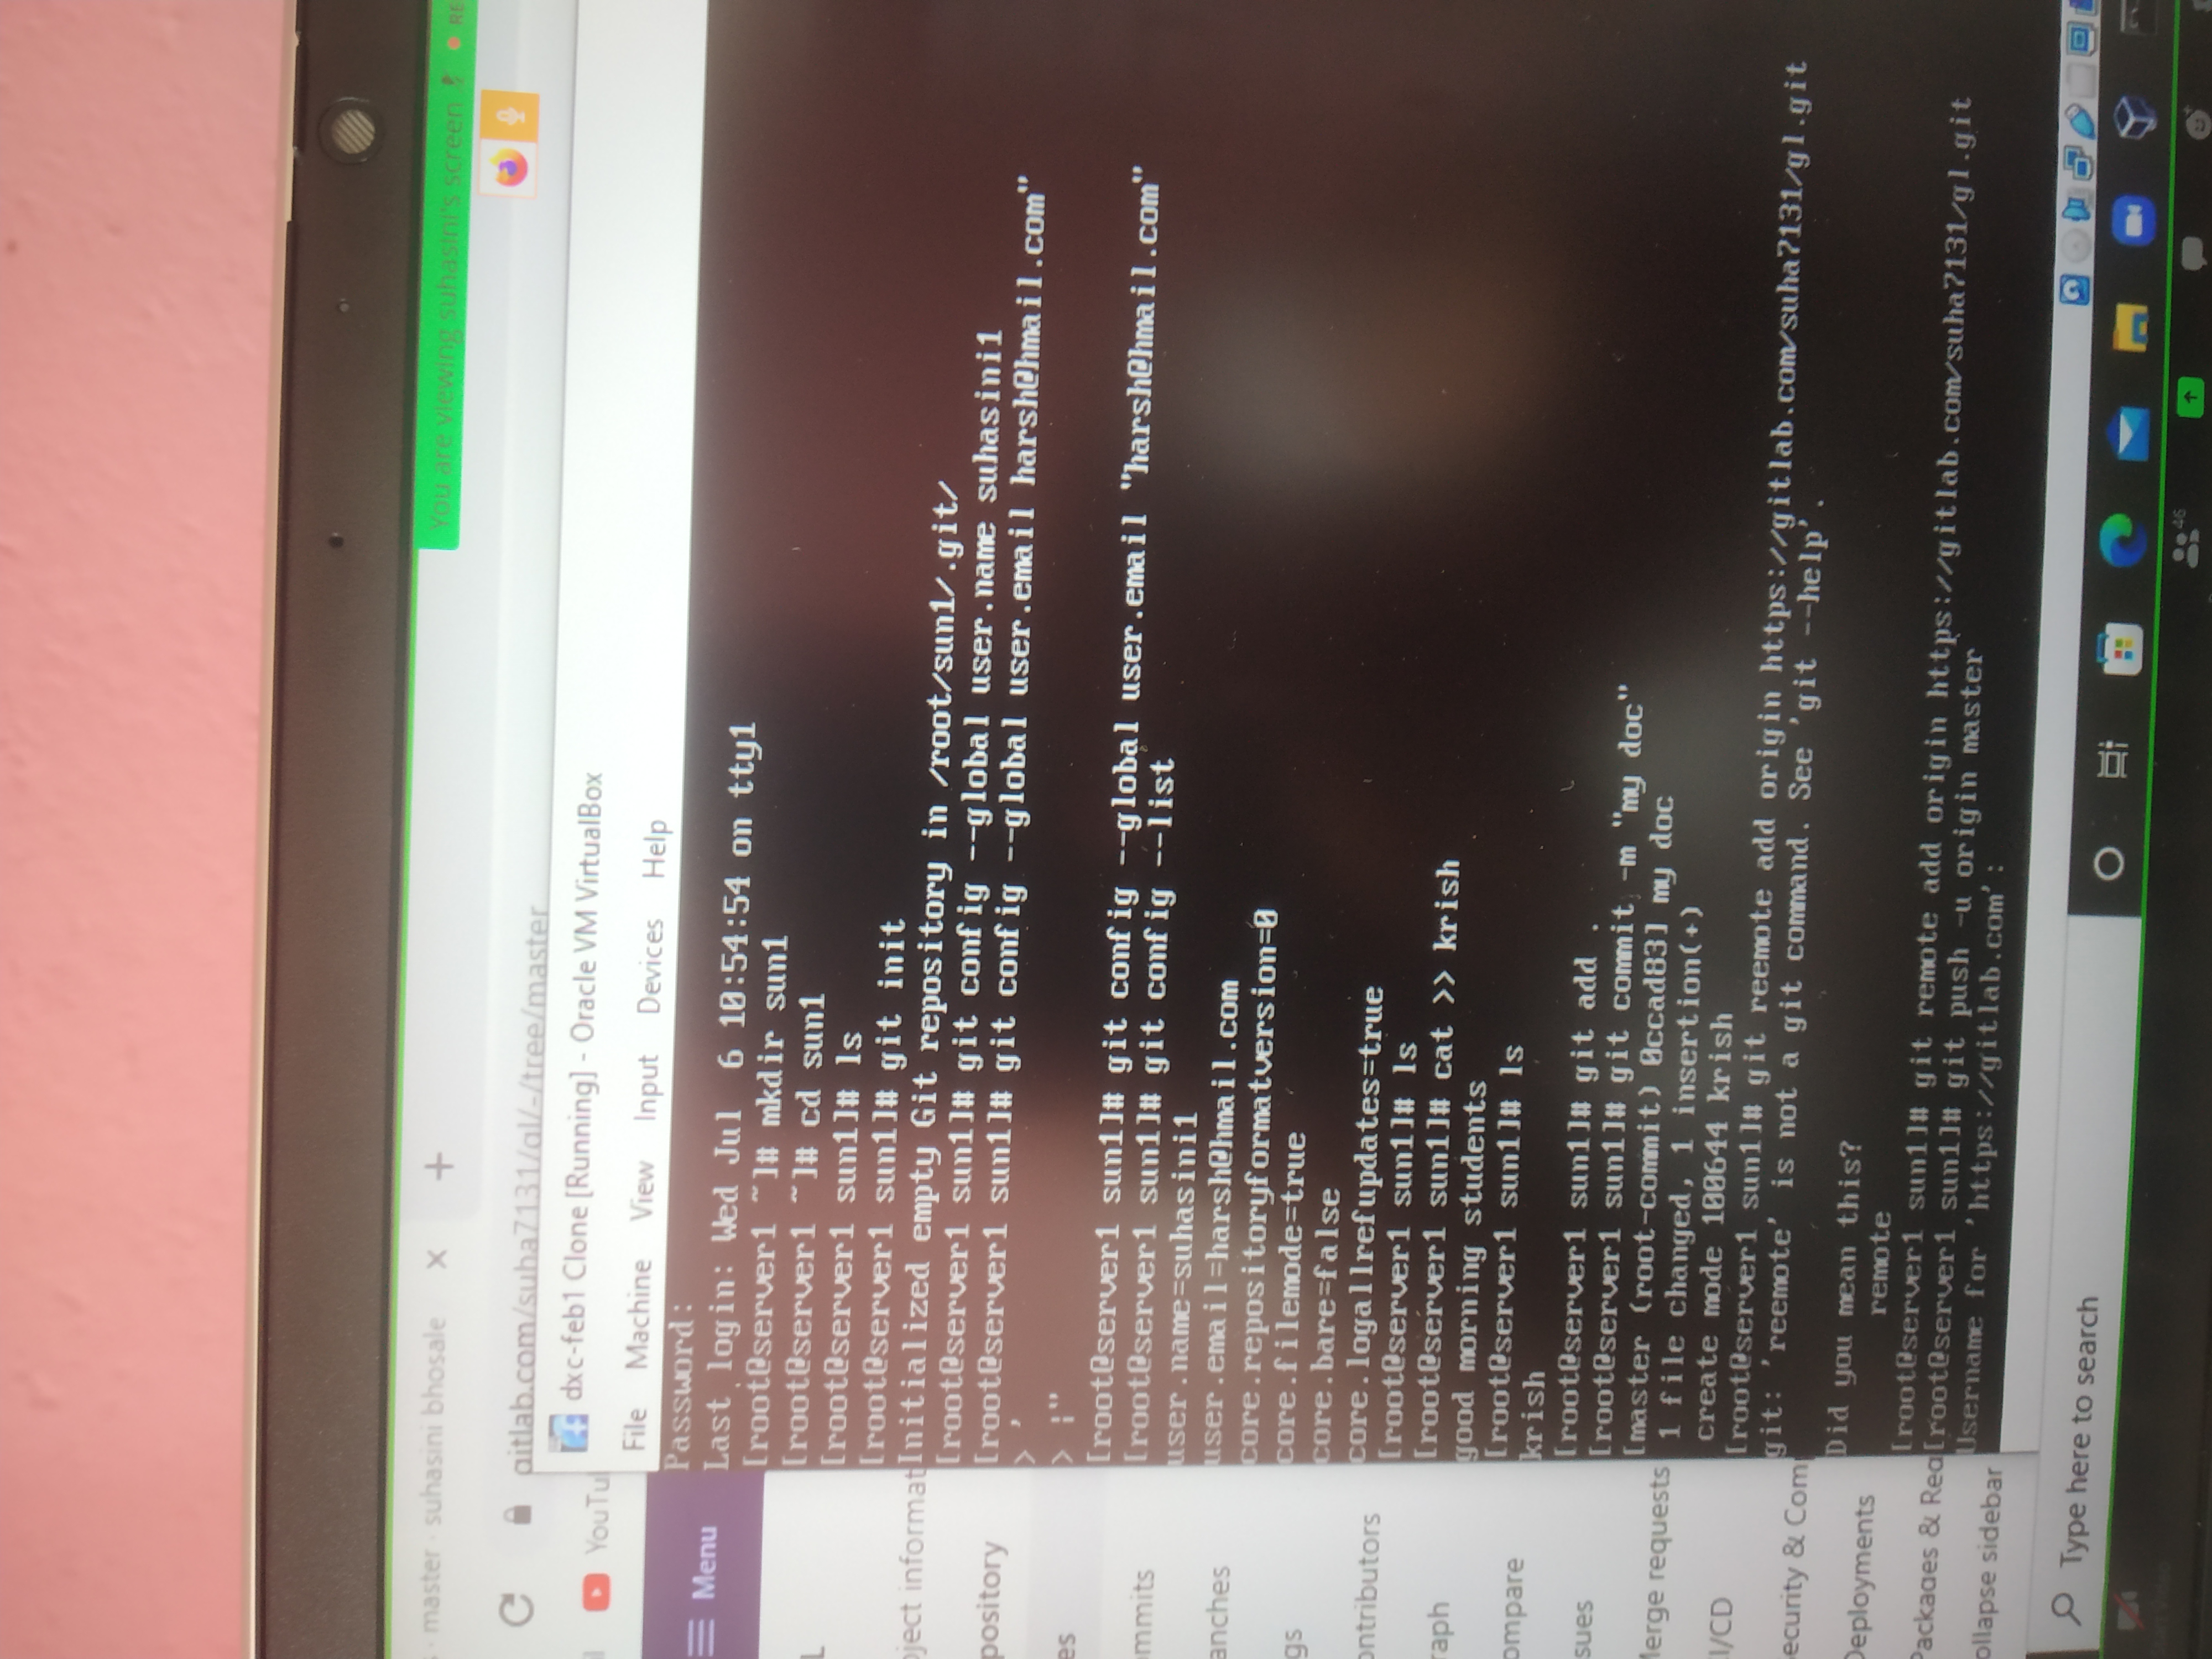 master · suhasini bhosale
You are viewing suhasini's screen
gitlab.com/suha7131/gl/-/tree/master
dxc-feb1 Clone [Running] - Oracle VM VirtualBox
File Machine View Input Devices Help
Menu
Password:
Last login: Wed Jul  6 10:54:54 on tty1
[root@server1 ~]# mkdir sun1
[root@server1 ~]# cd sun1
[root@server1 sun1]# ls
[root@server1 sun1]# git init
Initialized empty Git repository in /root/sun1/.git/
[root@server1 sun1]# git config --global user.name suhasini1
[root@server1 sun1]# git config --global user.email harsh@hmail.com"
> '
> ¦"
[root@server1 sun1]# git config --global user.email "harsh@hmail.com"
[root@server1 sun1]# git config --list
user.name=suhasini1
user.email=harsh@hmail.com
core.repositoryformatversion=0
core.filemode=true
core.bare=false
core.logallrefupdates=true
[root@server1 sun1]# ls
[root@server1 sun1]# cat >> krish
good morning students
[root@server1 sun1]# ls
krish
[root@server1 sun1]# git add .
[root@server1 sun1]# git commit -m "my doc"
[master (root-commit) 0ccad83] my doc
 1 file changed, 1 insertion(+)
 create mode 100644 krish
[root@server1 sun1]# git reemote add origin https://gitlab.com/suha7131/gl.git
git: 'reemote' is not a git command. See 'git --help'.
Did you mean this?
        remote
[root@server1 sun1]# git remote add origin https://gitlab.com/suha7131/gl.git
[root@server1 sun1]# git push -u origin master
Username for 'https://gitlab.com':
YouTu
L
oject informat
pository
es
mmits
anches
gs
ontributors
raph
ompare
sues
Merge requests
I/CD
ecurity & Com
Deployments
Packages & Reg
ollapse sidebar
Type here to search
Start Video
46